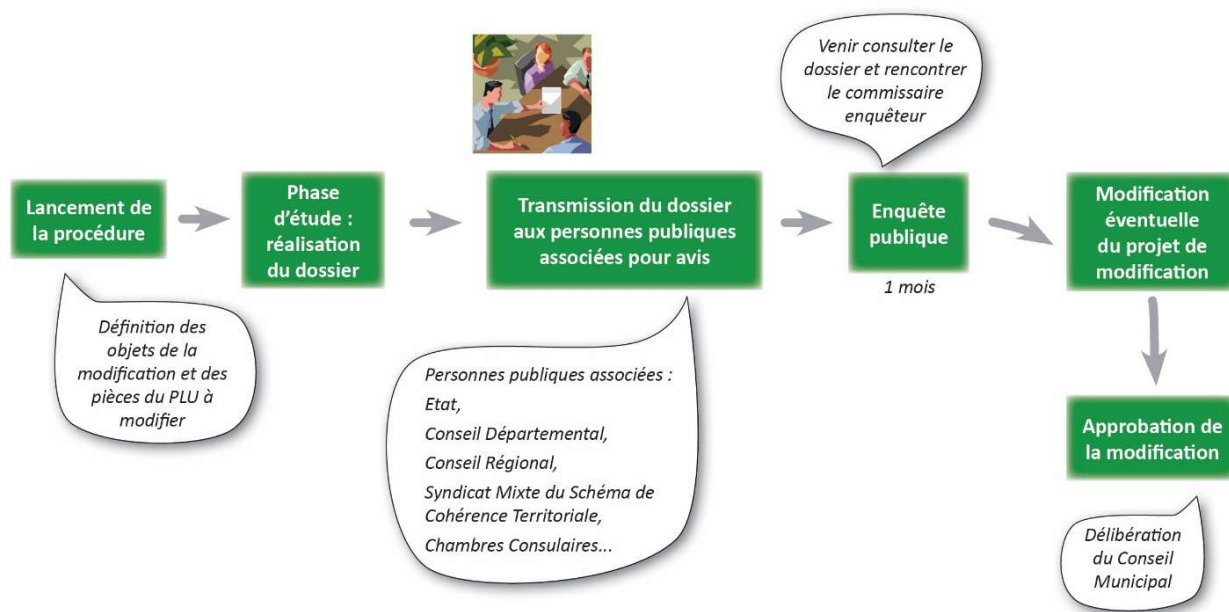 Lancement de
la procédure
Définition des
objets de la
modification et des
pièces du PLU à
modifier
Phase
d’étude :
réalisation
du dossier
Transmission du dossier
aux personnes publiques
associées pour avis
Personnes publiques associées :
Etat,
Conseil Départemental,
Conseil Régional,
Syndicat Mixte du Schéma de
Cohérence Territoriale,
Chambres Consulaires...
Venir consulter le
dossier et rencontrer
le commissaire
enquêteur
Enquête
publique
1 mois
Modification
éventuelle
du projet de
modification
Approbation de
la modification
Délibération
du Conseil
Municipal